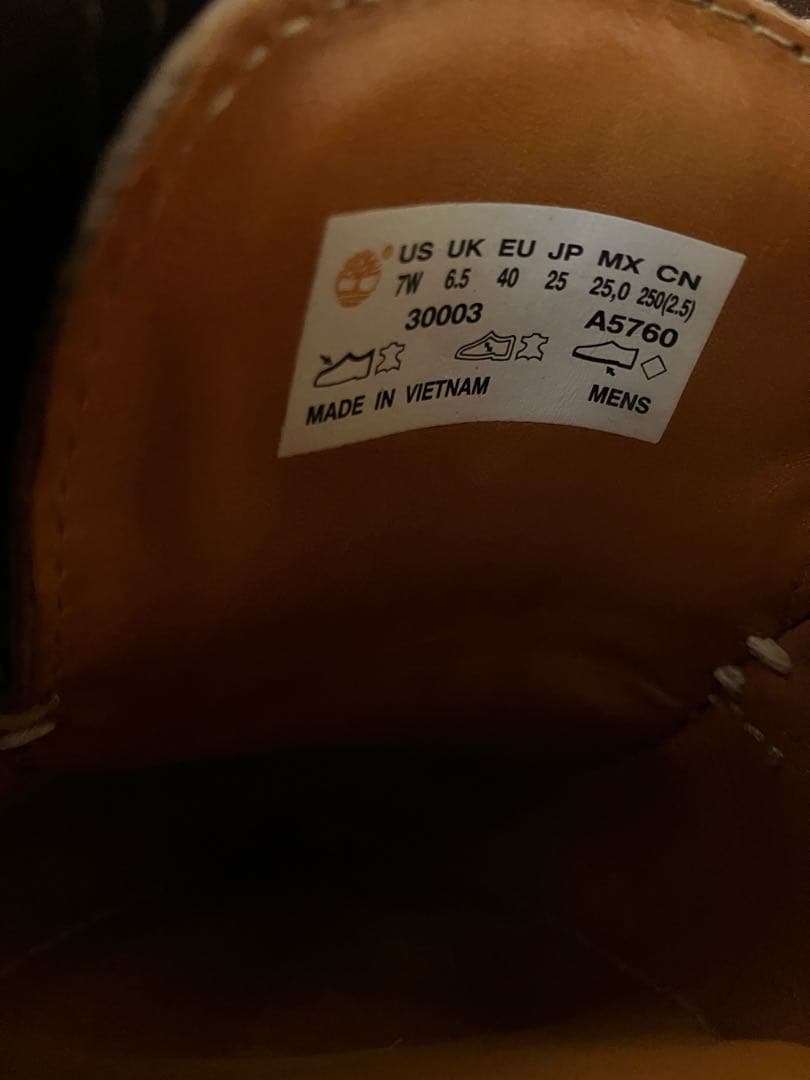 US UK EU JP MX CN
7W 6.5 40 25 25,0 250(2.5)
30003 A5760
MADE IN VIETNAM MENS